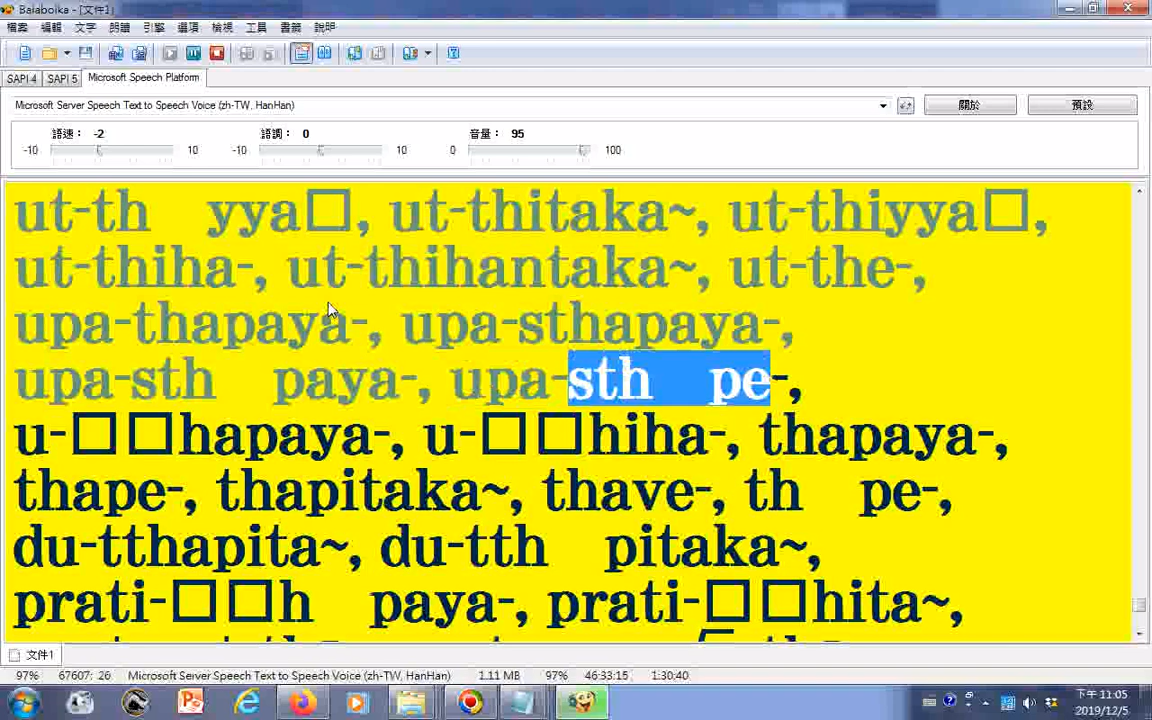 Balabolka - [文件1]
檔案 編輯 文字 朗讀 引擎 選項 檢視 工具 書籤 說明
SAPI 4 SAPI 5 Microsoft Speech Platform
Microsoft Server Speech Text to Speech Voice (zh-TW, HanHan) 關於 預設
語速： -2 語調： 0 音量： 95
-10 10 -10 10 0 100
ut-th yya□, ut-thitaka~, ut-thiyya□,
ut-thiha-, ut-thihantaka~, ut-the-,
upa-thapaya-, upa-sthapaya-,
upa-sth paya-, upa-sth pe-,
u-□□hapaya-, u-□□hiha-, thapaya-,
thape-, thapitaka~, thave-, th pe-,
du-tthapita~, du-tth pitaka~,
prati-□□h paya-, prati-□□hita~,
文件1
97% 67607: 26 Microsoft Server Speech Text to Speech Voice (zh-TW, HanHan) 1.11 MB 97% 46:33:15 1:30:40
下午 11:05
2019/12/5